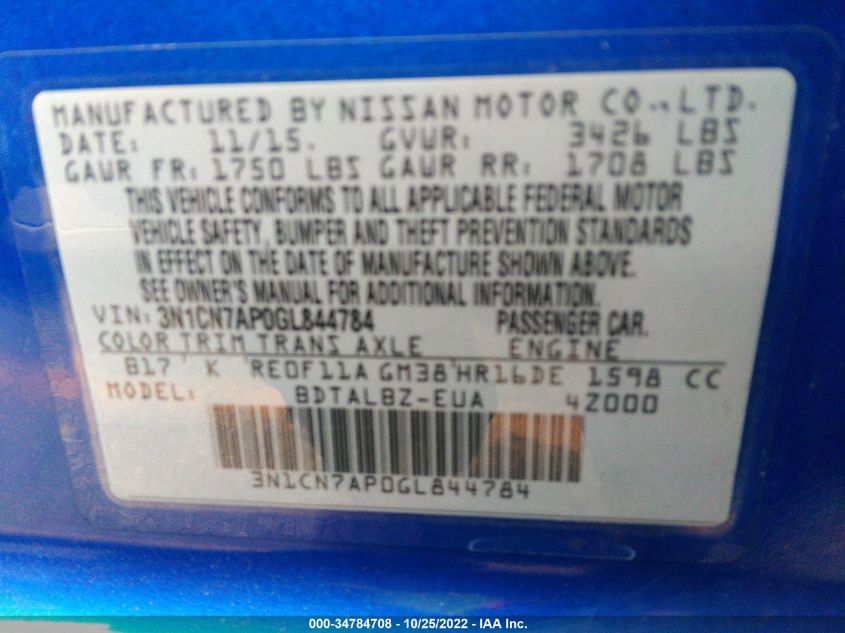 MANUFACTURED BY NISSAN MOTOR CO., LTD.
DATE: 11/15. GVWR: 3426 LBS
GAWR FR: 1750 LBS GAWR RR: 1708 LBS
THIS VEHICLE CONFORMS TO ALL APPLICABLE FEDERAL MOTOR
VEHICLE SAFETY, BUMPER AND THEFT PREVENTION STANDARDS
IN EFFECT ON THE DATE OF MANUFACTURE SHOWN ABOVE.
SEE OWNER'S MANUAL FOR ADDITIONAL INFORMATION.
VIN: 3N1CN7AP0GL844784 PASSENGER CAR.
COLOR TRIM TRANS AXLE ENGINE
B17 K RE0F11A GM38 HR16DE 1598 CC
MODEL: BDTALBZ-EUA 4Z000
3N1CN7AP0GL844784
000-34784708 - 10/25/2022 - IAA Inc.